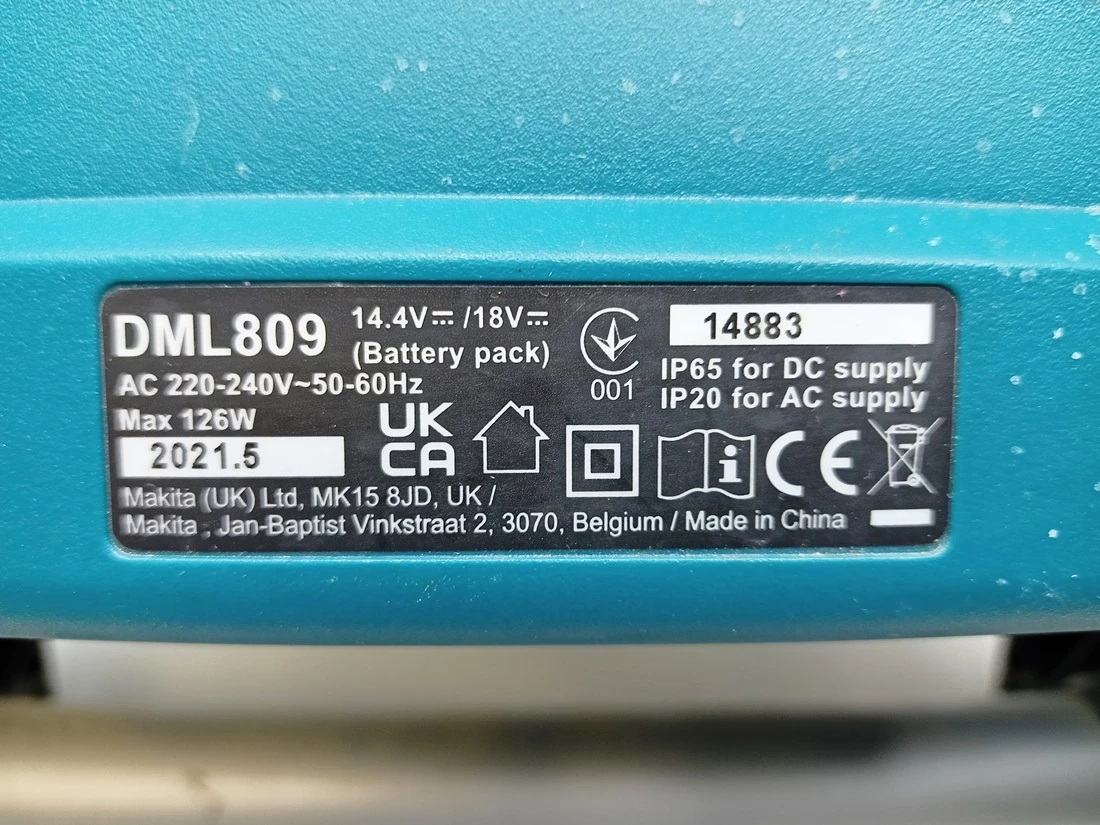 DML809 14.4V⎓/18V⎓
(Battery pack)
AC 220-240V~50-60Hz
Max 126W
2021.5
UK
CA
001
14883
IP65 for DC supply
IP20 for AC supply
i
CE
Makita (UK) Ltd, MK15 8JD, UK /
Makita , Jan-Baptist Vinkstraat 2, 3070, Belgium / Made in China